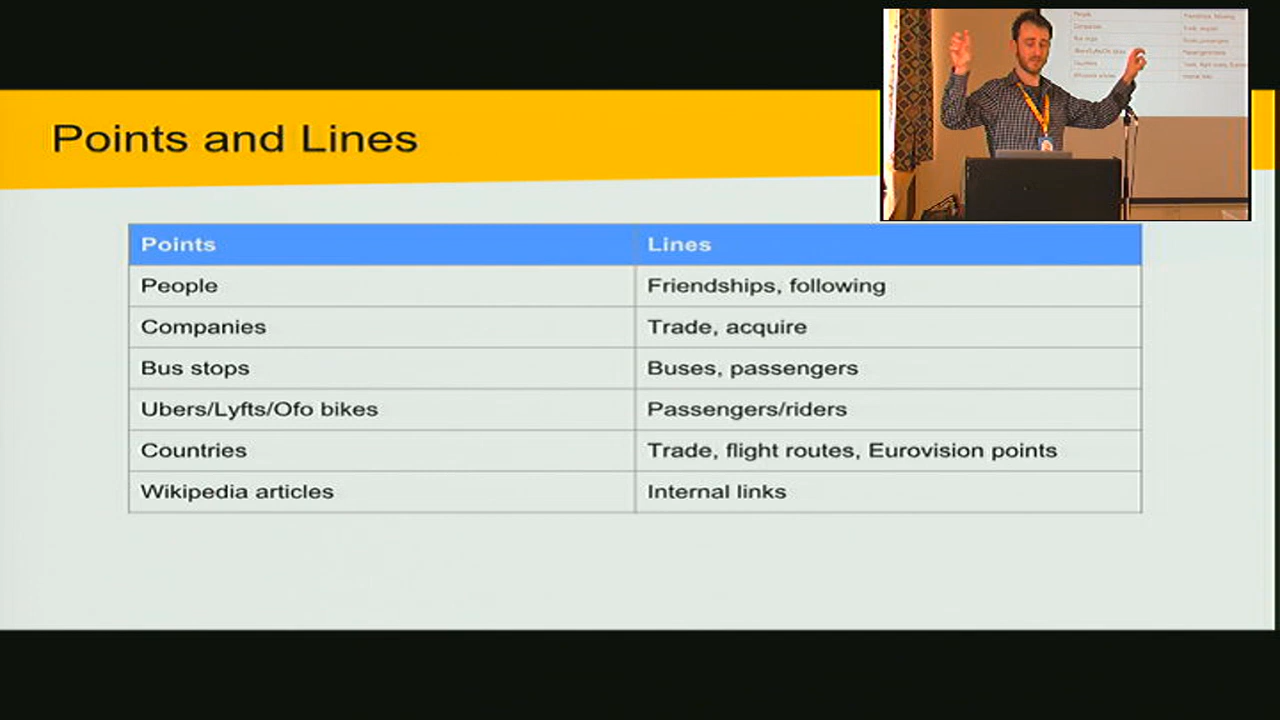 Points and Lines
Points Lines
People Friendships, following
Companies Trade, acquire
Bus stops Buses, passengers
Ubers/Lyfts/Ofo bikes Passengers/riders
Countries Trade, flight routes, Eurovision points
Wikipedia articles Internal links